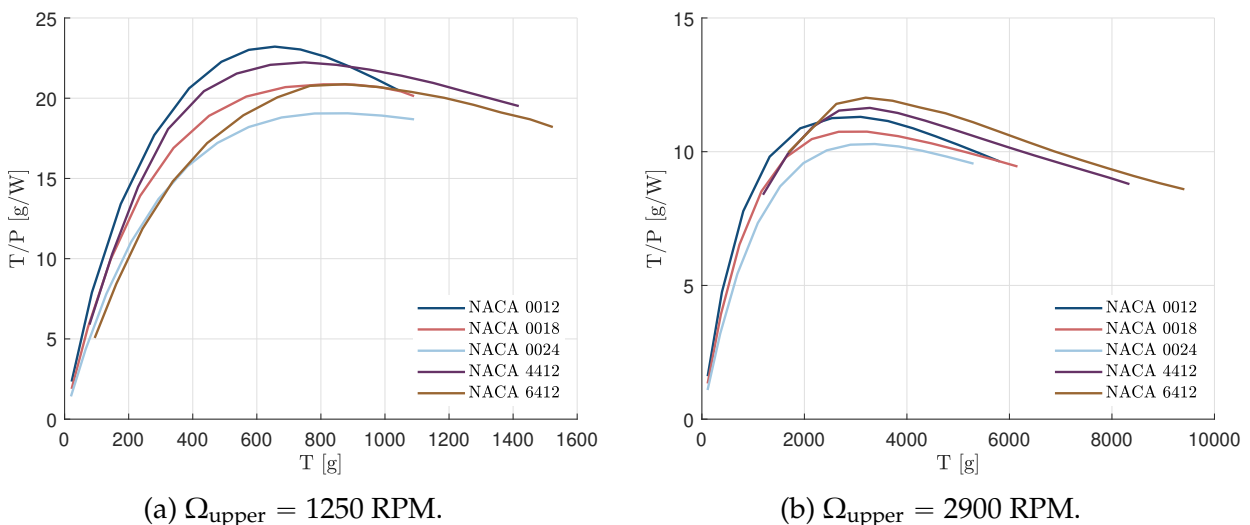 25
20
15
10
5
0
T/P [g/W]
0 200 400 600 800 1000 1200 1400 1600
T [g]
NACA 0012
NACA 0018
NACA 0024
NACA 4412
NACA 6412
(a) Ωupper = 1250 RPM.
15
10
5
0
T/P [g/W]
0 2000 4000 6000 8000 10000
T [g]
NACA 0012
NACA 0018
NACA 0024
NACA 4412
NACA 6412
(b) Ωupper = 2900 RPM.